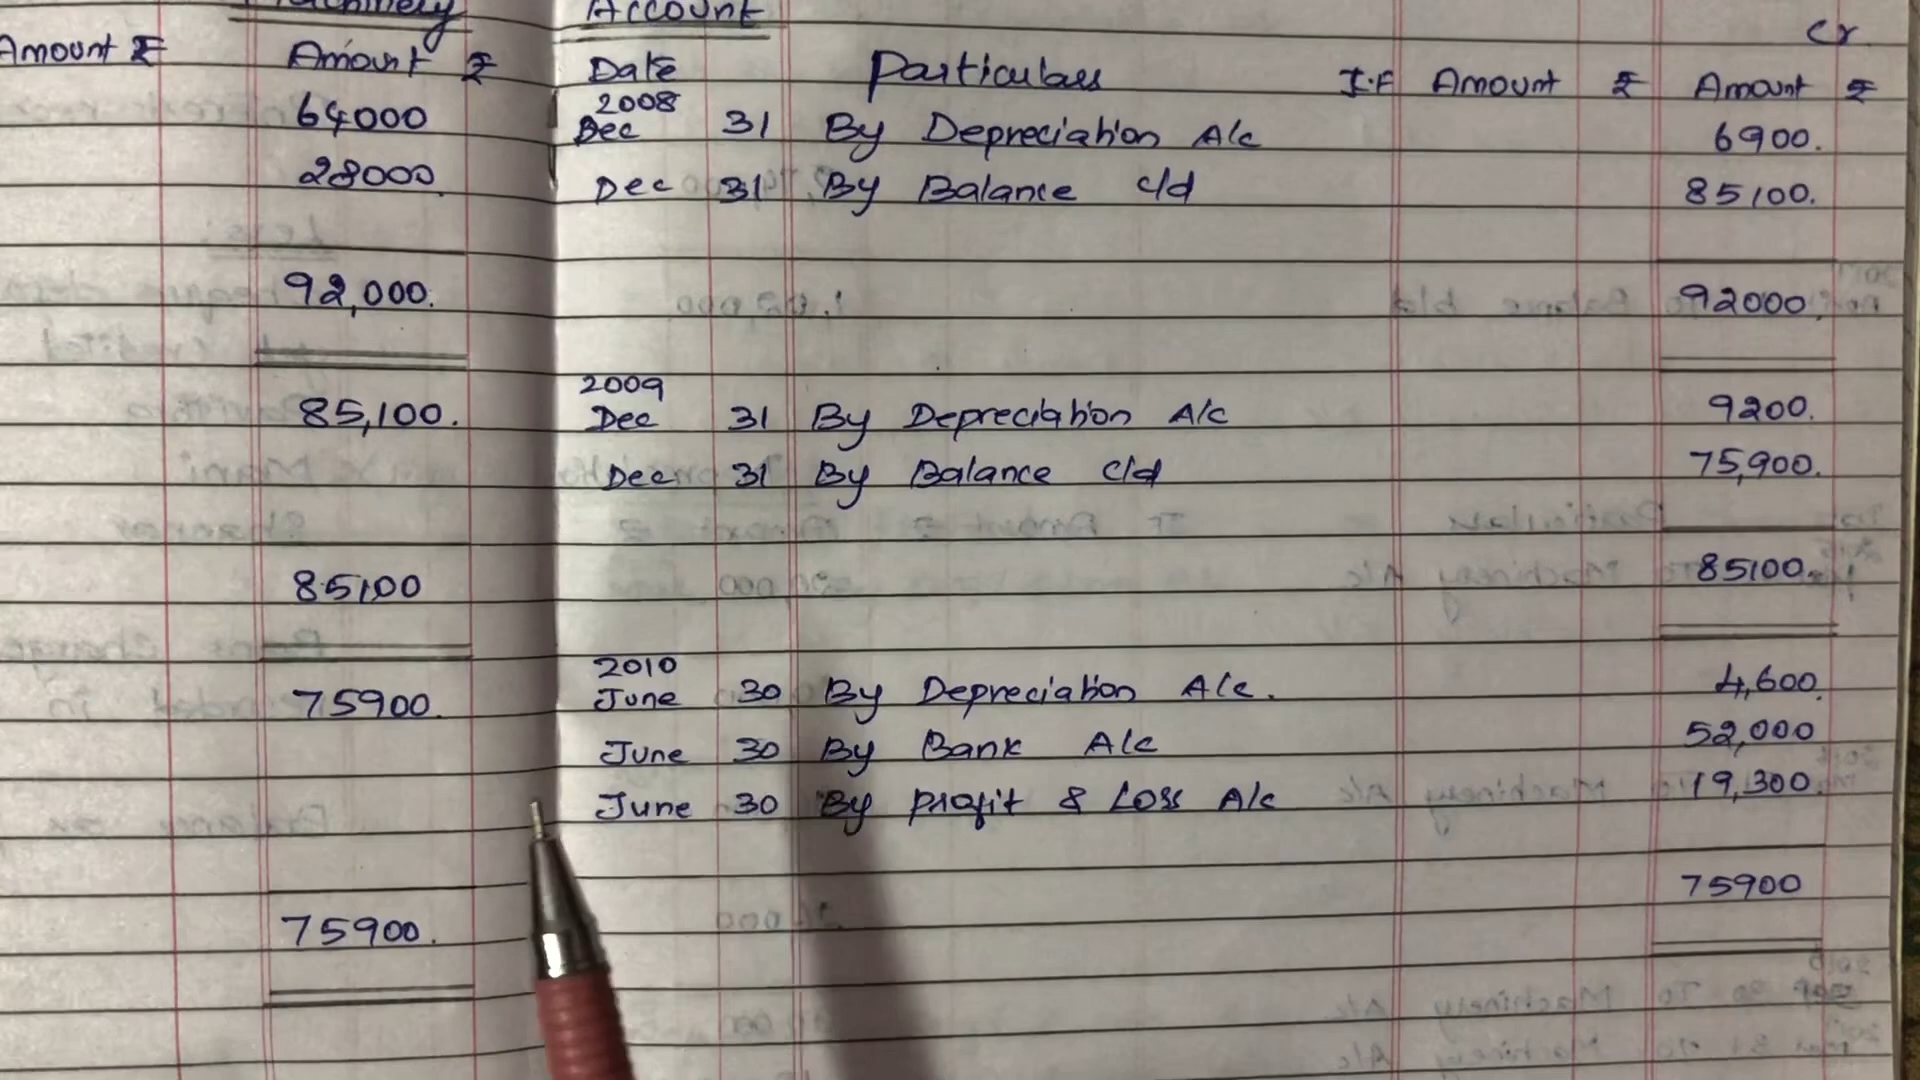 Machinery Account
Cr
Amount ₹ Amount ₹ Date Particulars J.F Amount ₹ Amount ₹
2008
64000 Dec 31 By Depreciation A/c 6900.
28000 Dec 31 By Balance c/d 85100.
92,000. 92000.
2009
85,100. Dec 31 By Depreciation A/c 9200.
Dec 31 By Balance c/d 75,900.
85,100 85100.
2010
75900. June 30 By Depreciation A/c. 4,600.
June 30 By Bank A/c 52,000
June 30 By Profit & Loss A/c 19,300.
75900
75900.